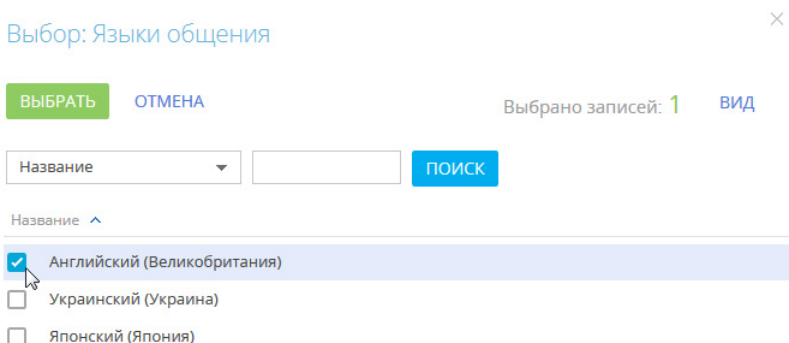 Выбор: Языки общения
ВЫБРАТЬ ОТМЕНА Выбрано записей: 1 ВИД
Название ПОИСК
Название
Английский (Великобритания)
Украинский (Украина)
Японский (Япония)